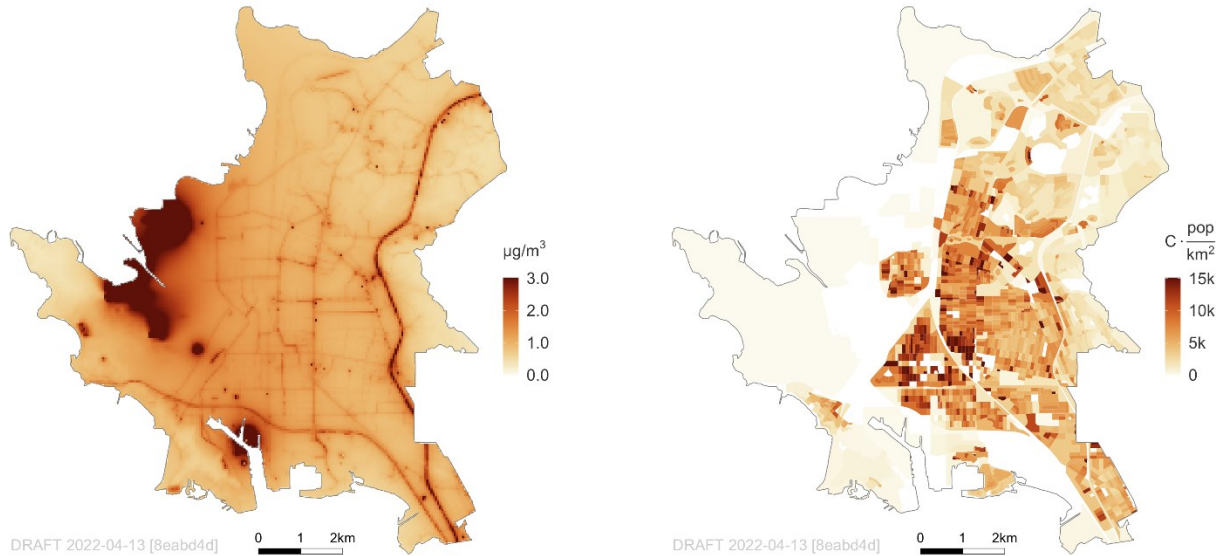 µg/m³
3.0
2.0
1.0
0.0
DRAFT 2022-04-13 [8eabd4d]
0 1 2km
C · pop
km²
15k
10k
5k
0
DRAFT 2022-04-13 [8eabd4d]
0 1 2km